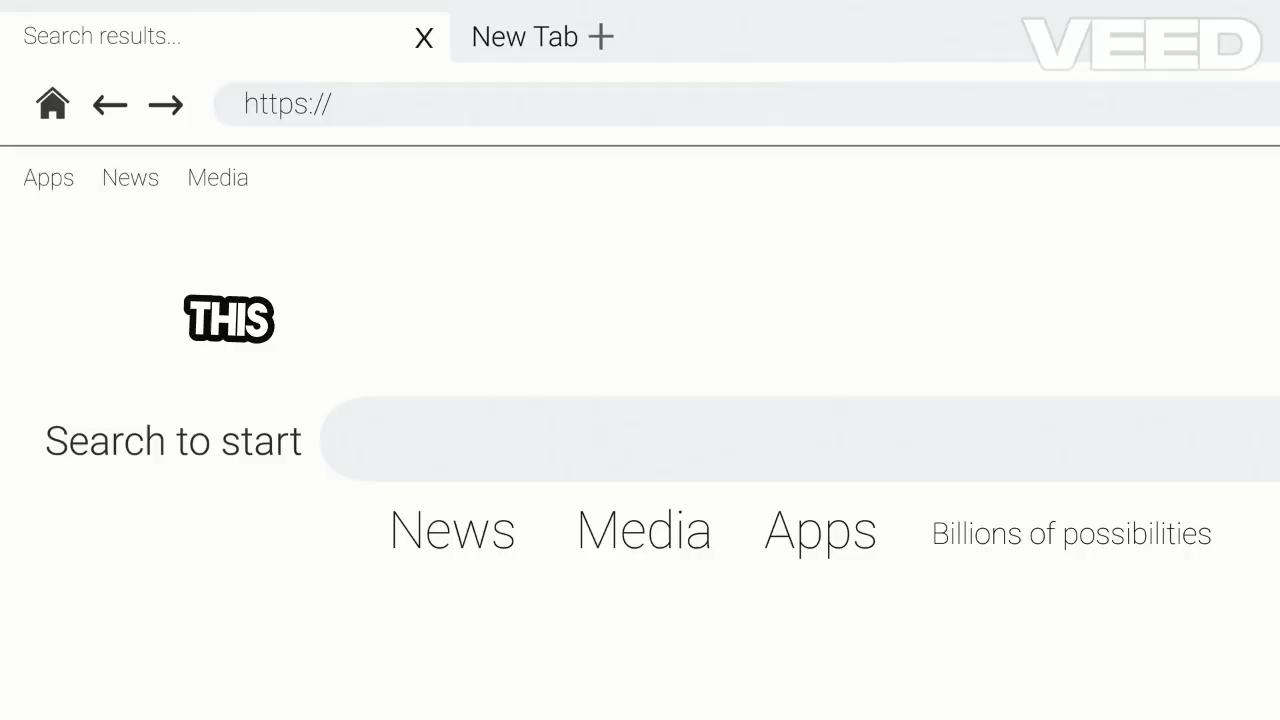 Search results... X New Tab +
VEED
https://
Apps News Media
THIS
Search to start
News Media Apps Billions of possibilities